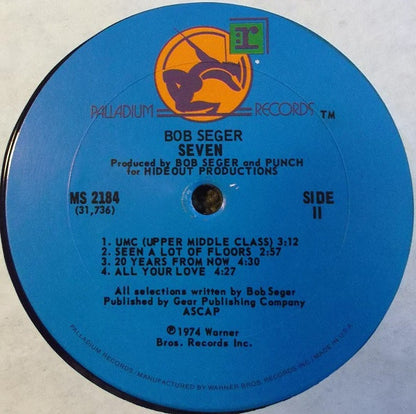 r
PALLADIUM RECORDS TM
BOB SEGER
SEVEN
Produced by BOB SEGER and PUNCH
for HIDEOUT PRODUCTIONS
MS 2184
(31,736)
SIDE
II
1. UMC (UPPER MIDDLE CLASS) 3:12
2. SEEN A LOT OF FLOORS 2:57
3. 20 YEARS FROM NOW 4:30
4. ALL YOUR LOVE 4:27
All selections written by Bob Seger
Published by Gear Publishing Company
ASCAP
℗1974 Warner
Bros. Records Inc.
PALLADIUM RECORDS/MANUFACTURED BY WARNER BROS. RECORDS INC./MADE IN U.S.A.